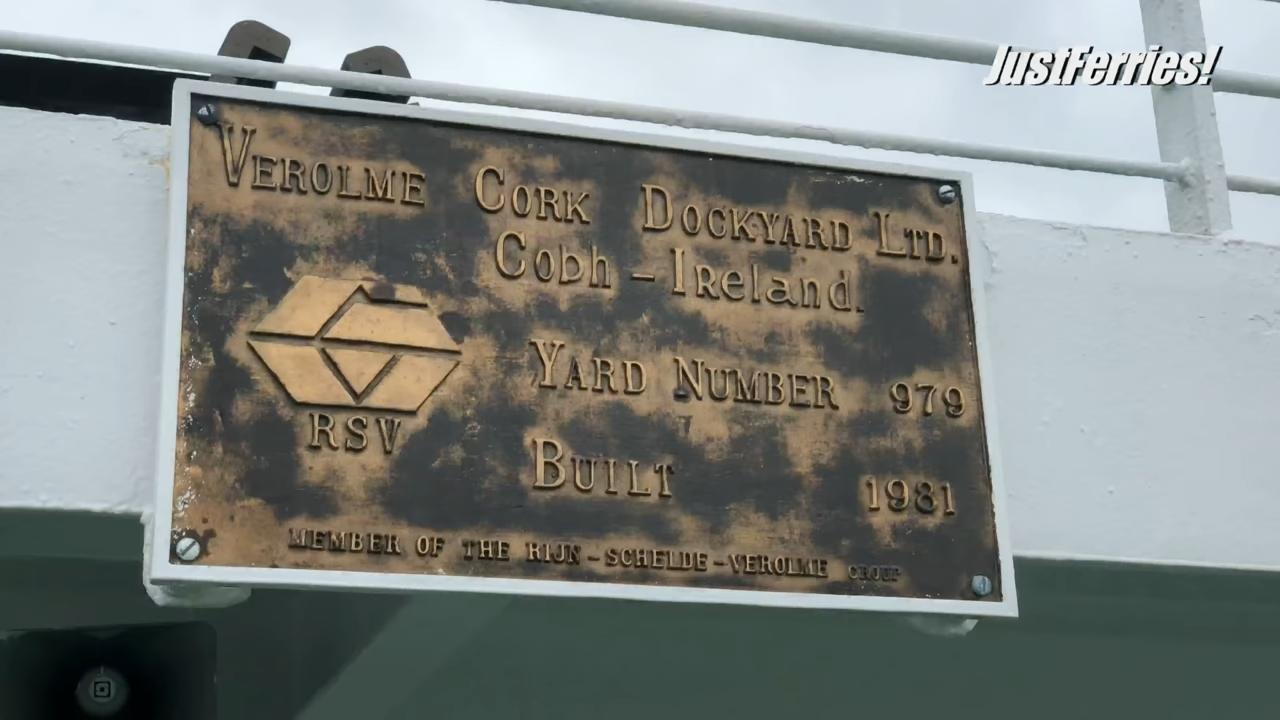 JustFerries!
VEROLME CORK DOCKYARD LTD.
Cobh - Ireland.
YARD NUMBER 979
RSV
BUILT 1981
MEMBER OF THE RIJN-SCHELDE-VEROLME GROUP